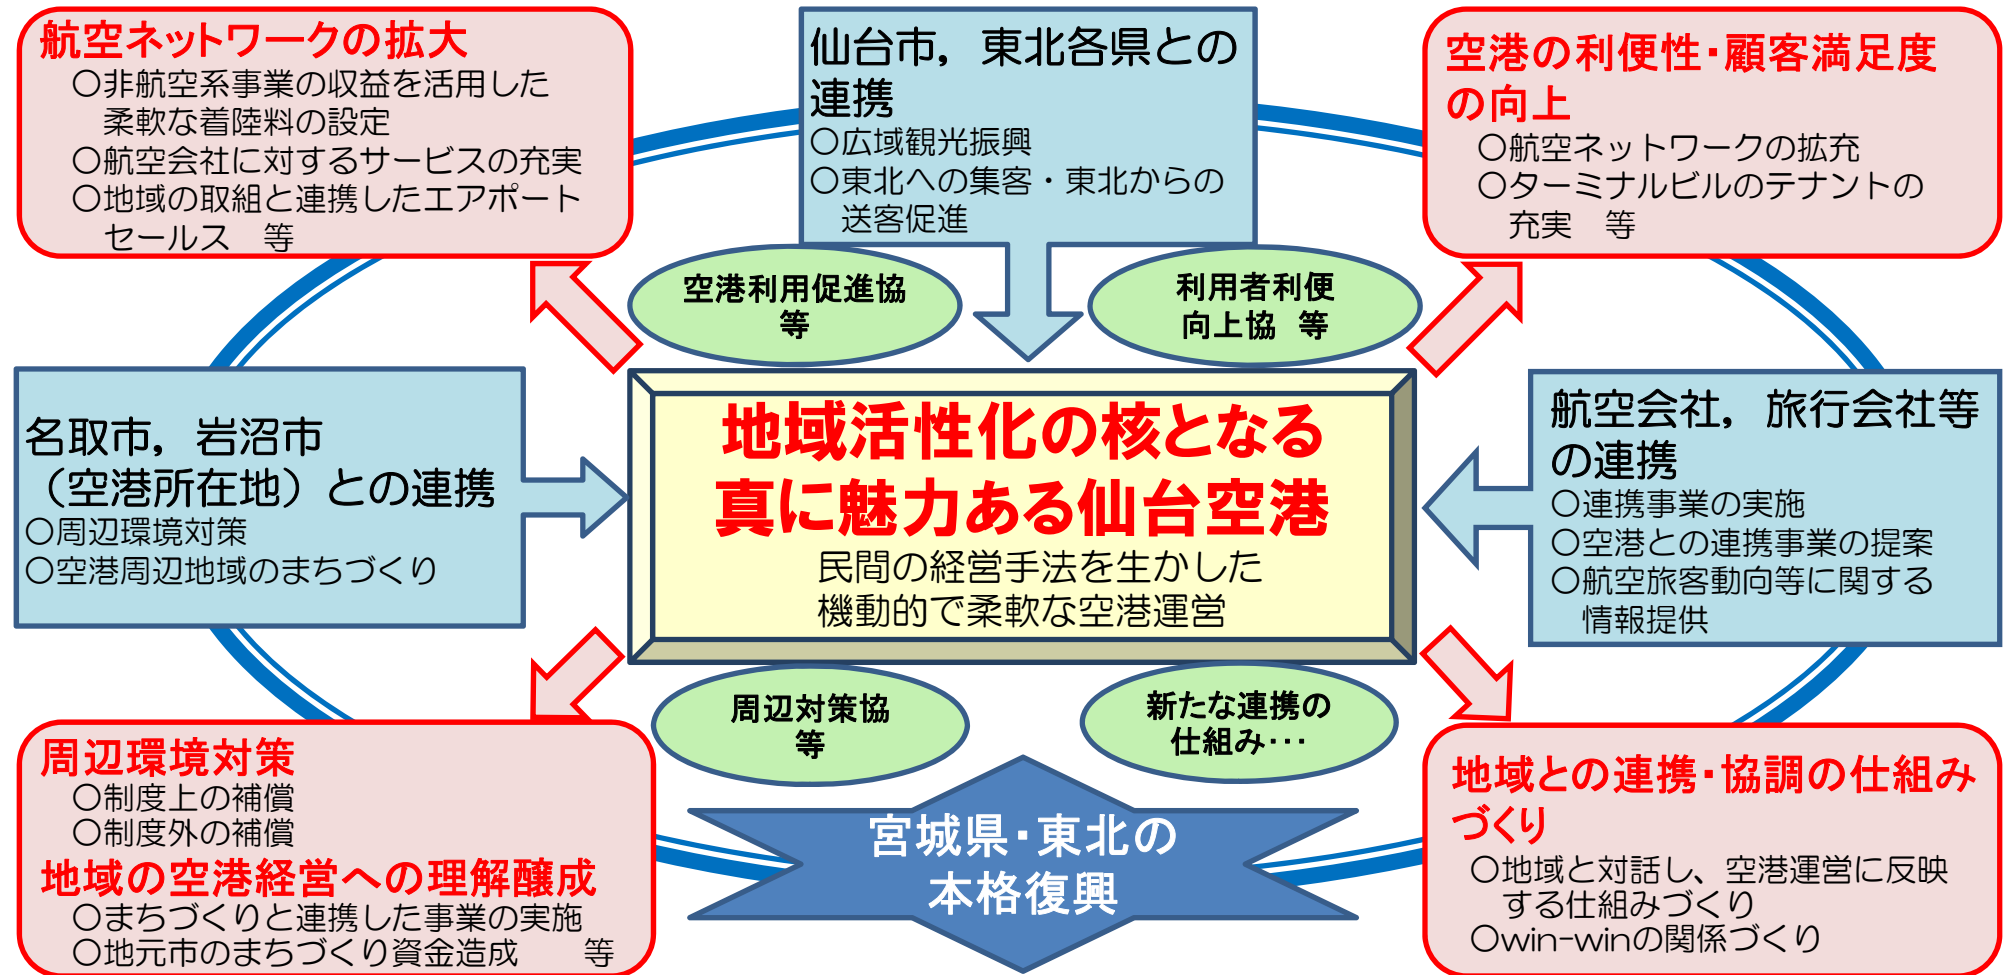 航空ネットワークの拡大
○非航空系事業の収益を活用した
柔軟な着陸料の設定
○航空会社に対するサービスの充実
○地域の取組と連携したエアポート
セールス　等
仙台市，東北各県との
連携
○広域観光振興
○東北への集客・東北からの
送客促進
空港の利便性・顧客満足度
の向上
○航空ネットワークの拡充
○ターミナルビルのテナントの
充実　等
空港利用促進協
等
利用者利便
向上協　等
名取市，岩沼市
（空港所在地）との連携
○周辺環境対策
○空港周辺地域のまちづくり
地域活性化の核となる
真に魅力ある仙台空港
民間の経営手法を生かした
機動的で柔軟な空港運営
航空会社，旅行会社等
の連携
○連携事業の実施
○空港との連携事業の提案
○航空旅客動向等に関する
情報提供
周辺対策協
等
新たな連携の
仕組み･･･
周辺環境対策
○制度上の補償
○制度外の補償
地域の空港経営への理解醸成
○まちづくりと連携した事業の実施
○地元市のまちづくり資金造成　　等
宮城県・東北の
本格復興
地域との連携・協調の仕組み
づくり
○地域と対話し、空港運営に反映
する仕組みづくり
○win-winの関係づくり